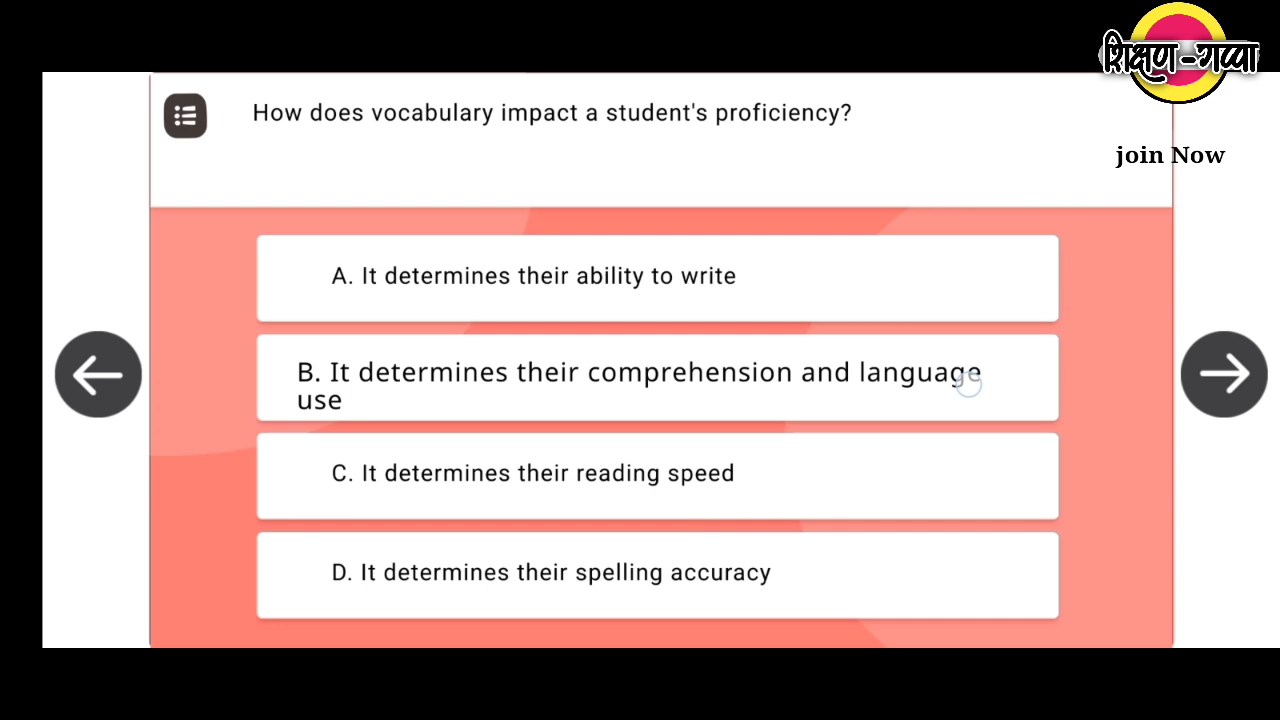 शिक्षण-गप्पा
How does vocabulary impact a student's proficiency?
join Now
A. It determines their ability to write
B. It determines their comprehension and language
use
C. It determines their reading speed
D. It determines their spelling accuracy